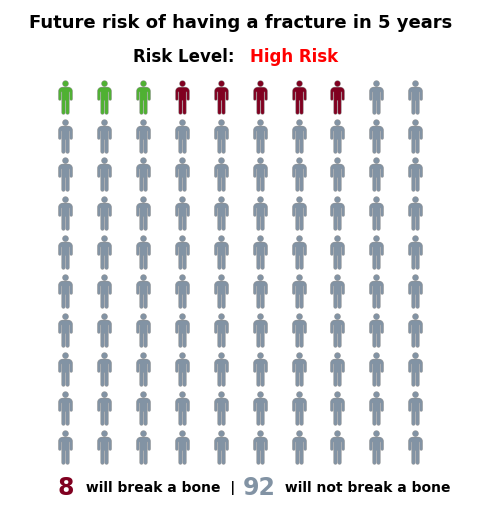 Future risk of having a fracture in 5 years
Risk Level: High Risk
8 will break a bone | 92 will not break a bone